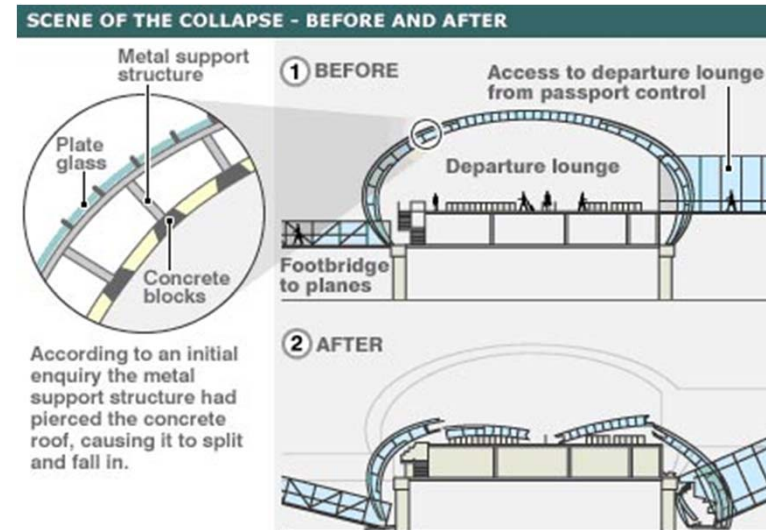 SCENE OF THE COLLAPSE - BEFORE AND AFTER
Metal support
structure
Plate
glass
Concrete
blocks
According to an initial
enquiry the metal
support structure had
pierced the concrete
roof, causing it to split
and fall in.
1 BEFORE
Access to departure lounge
from passport control
Departure lounge
Footbridge
to planes
2 AFTER